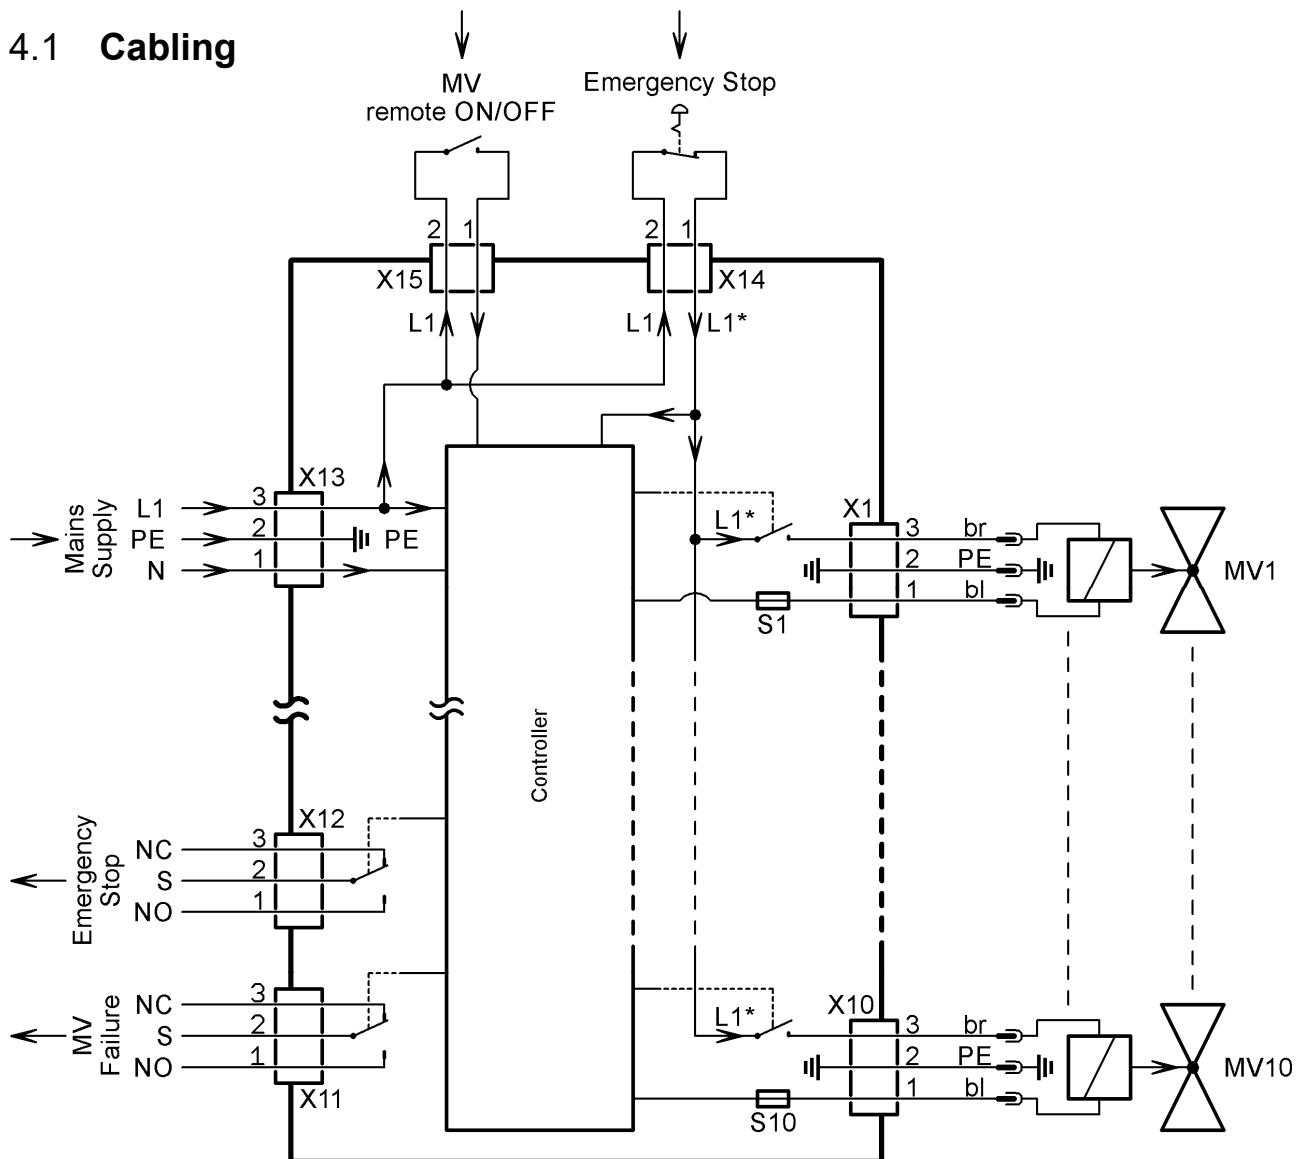 4.1 Cabling
MV
remote ON/OFF
Emergency Stop
2 1
2 1
X15
X14
L1
L1
L1*
X13
Mains
Supply
L1 3
PE 2 PE
N 1
L1*
X1
3 br
2 PE
1 bl
S1
MV1
Controller
X12
Emergency
Stop
NC 3
S 2
NO 1
MV
Failure
NC 3
S 2
NO 1
X11
L1*
X10
3 br
2 PE
1 bl
S10
MV10